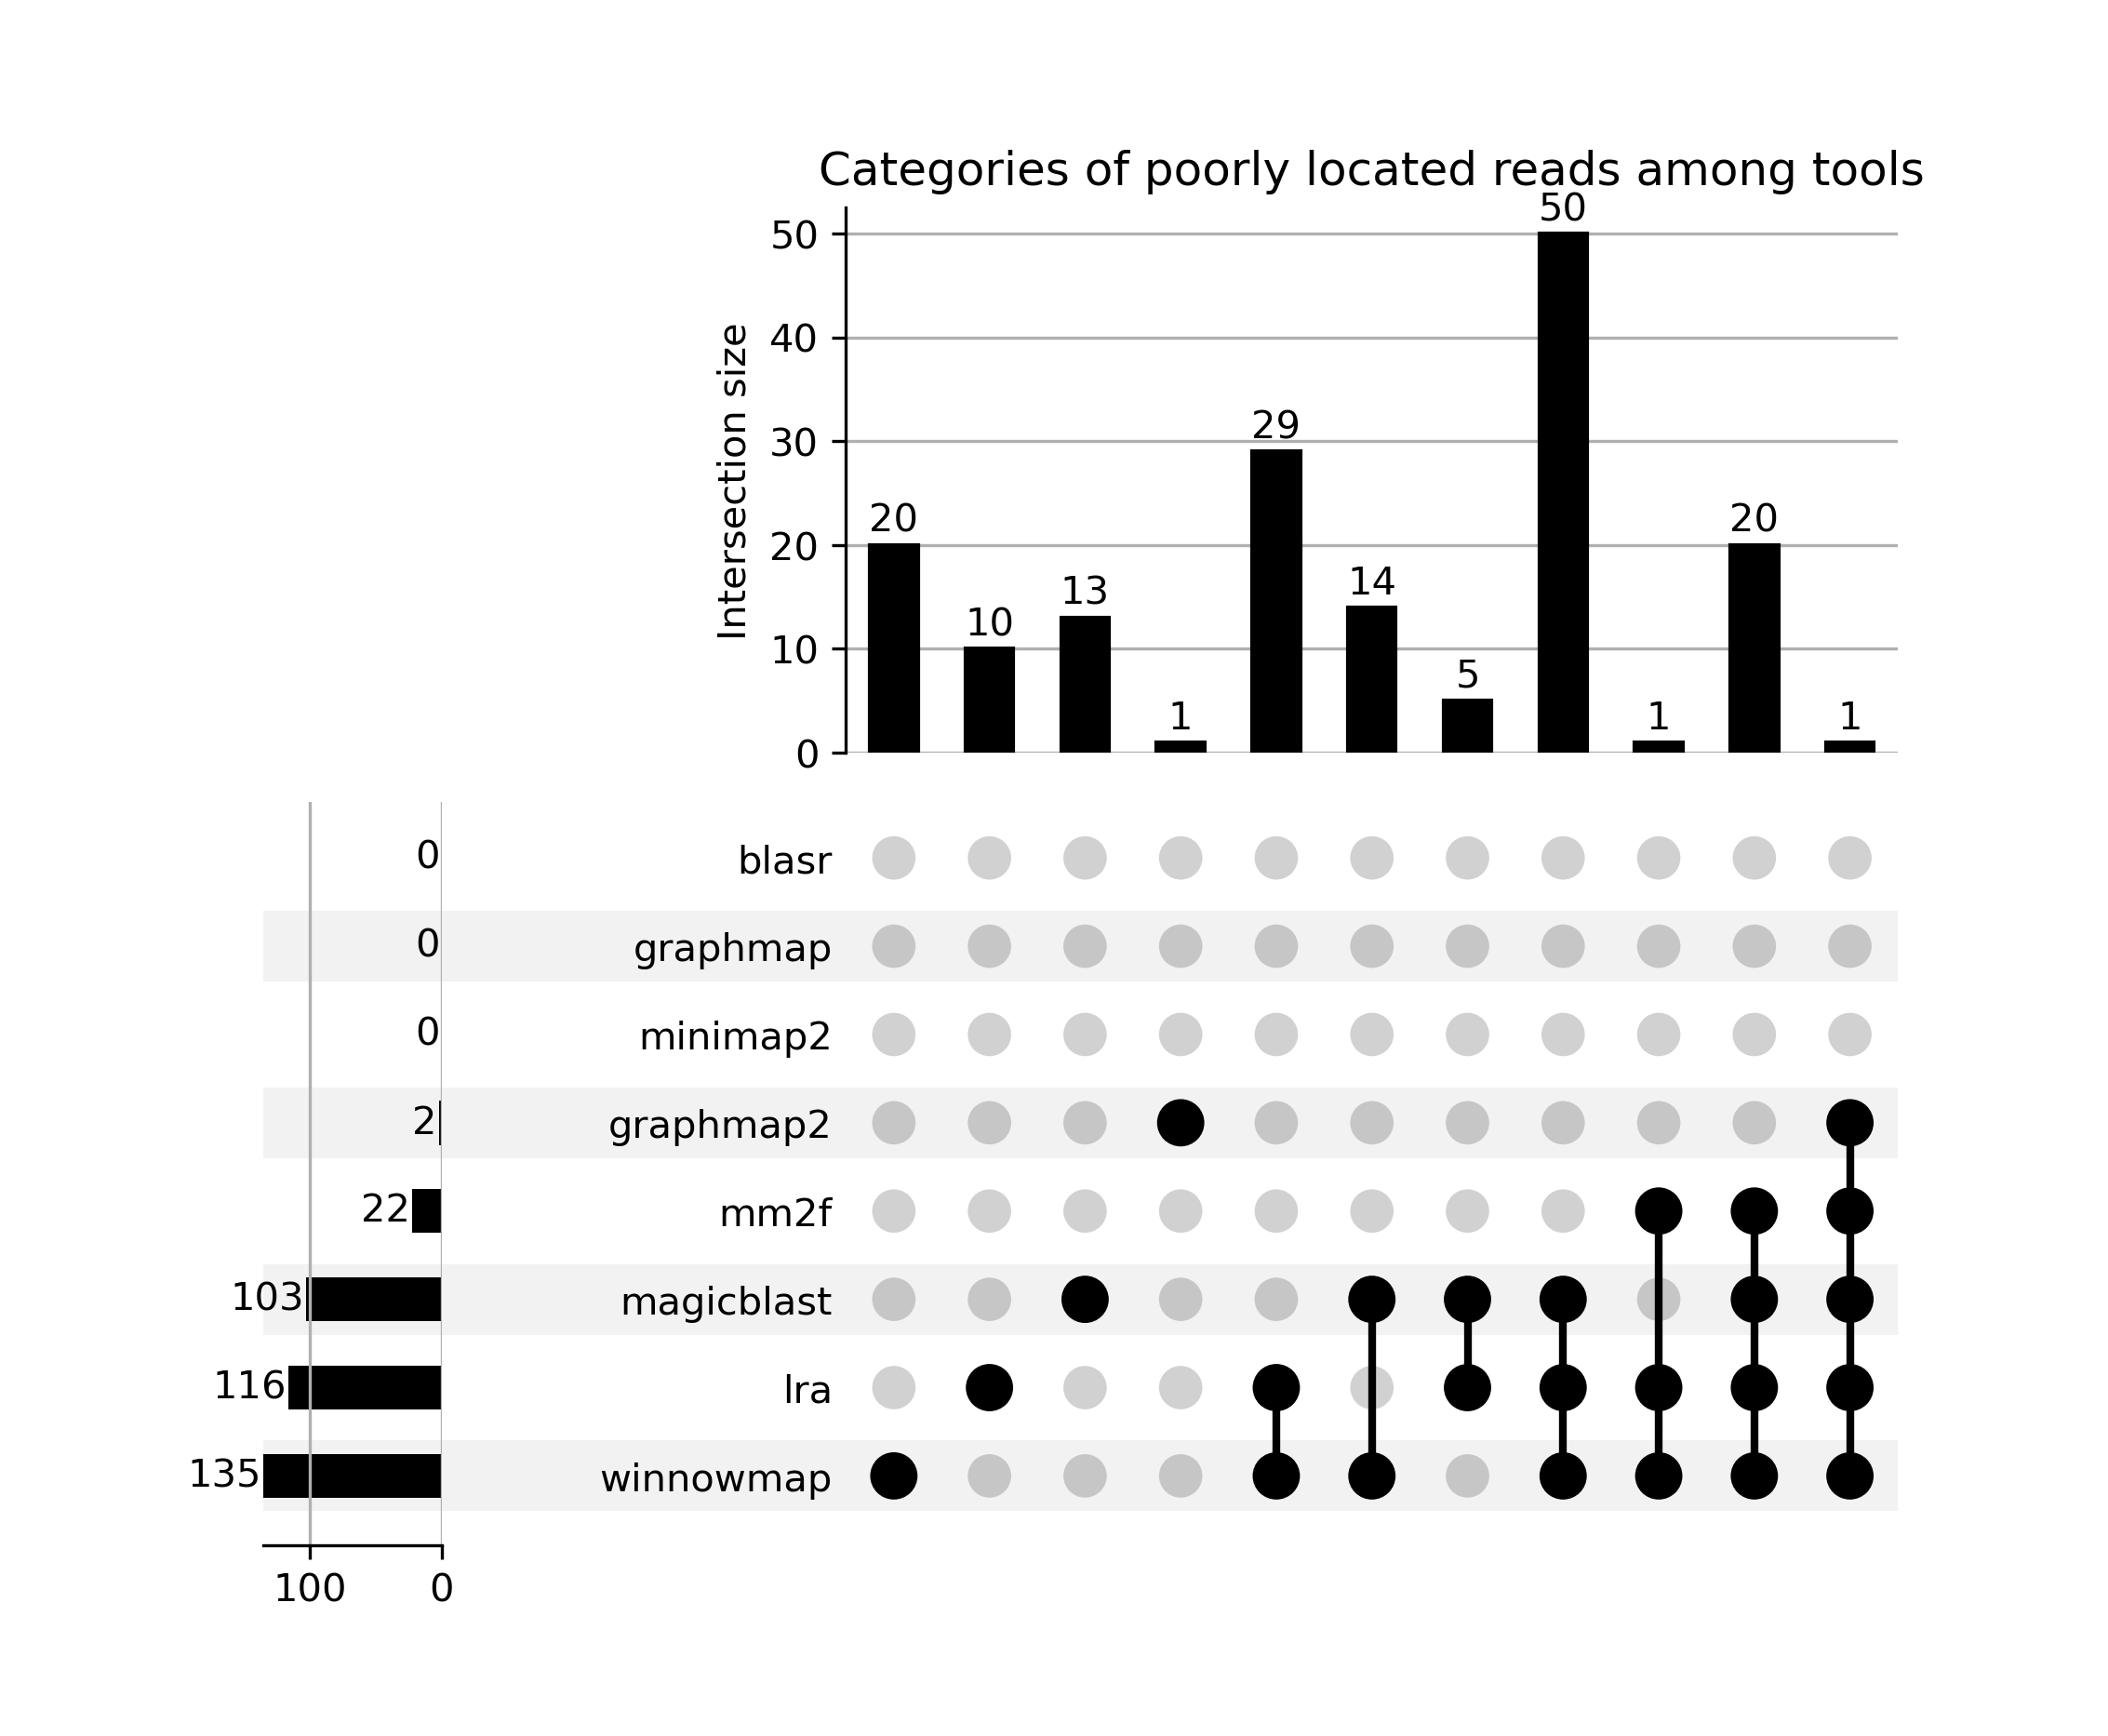 Categories of poorly located reads among tools
Intersection size
50
40
30
20
10
0
20
10
13
1
29
14
5
50
1
20
1
0 blasr
0 graphmap
0 minimap2
2 graphmap2
22 mm2f
103 magicblast
116 lra
135 winnowmap
100 0